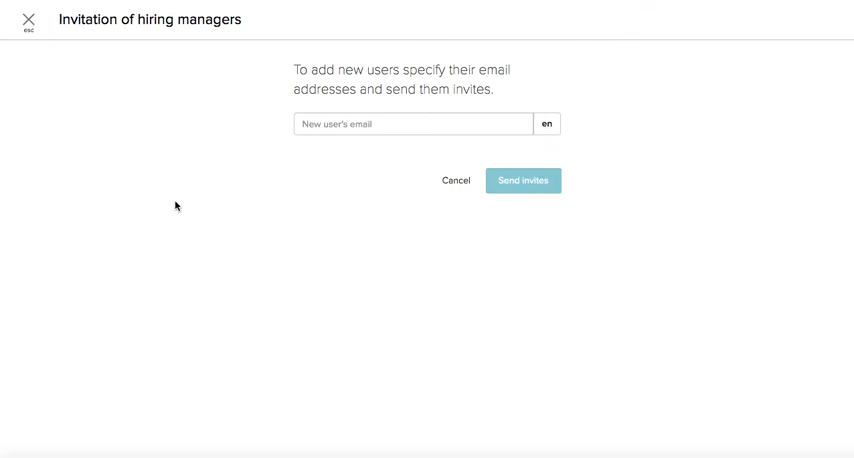 Invitation of hiring managers
esc
To add new users specify their email
addresses and send them invites.
New user's email
en
Cancel
Send invites